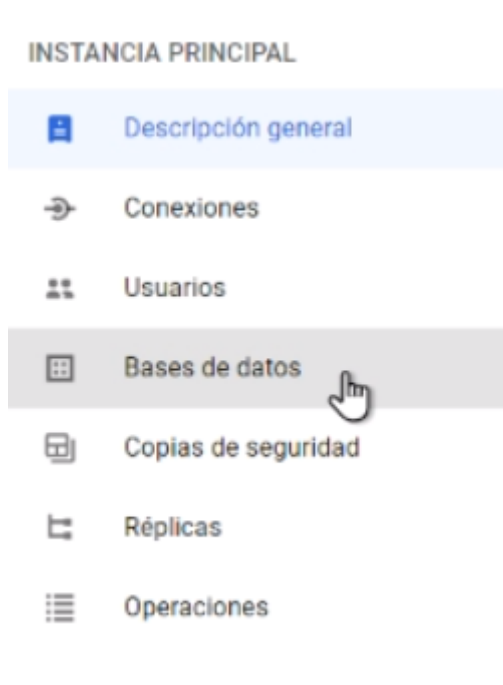 INSTANCIA PRINCIPAL
Descripción general
Conexiones
Usuarios
Bases de datos
Copias de seguridad
Réplicas
Operaciones